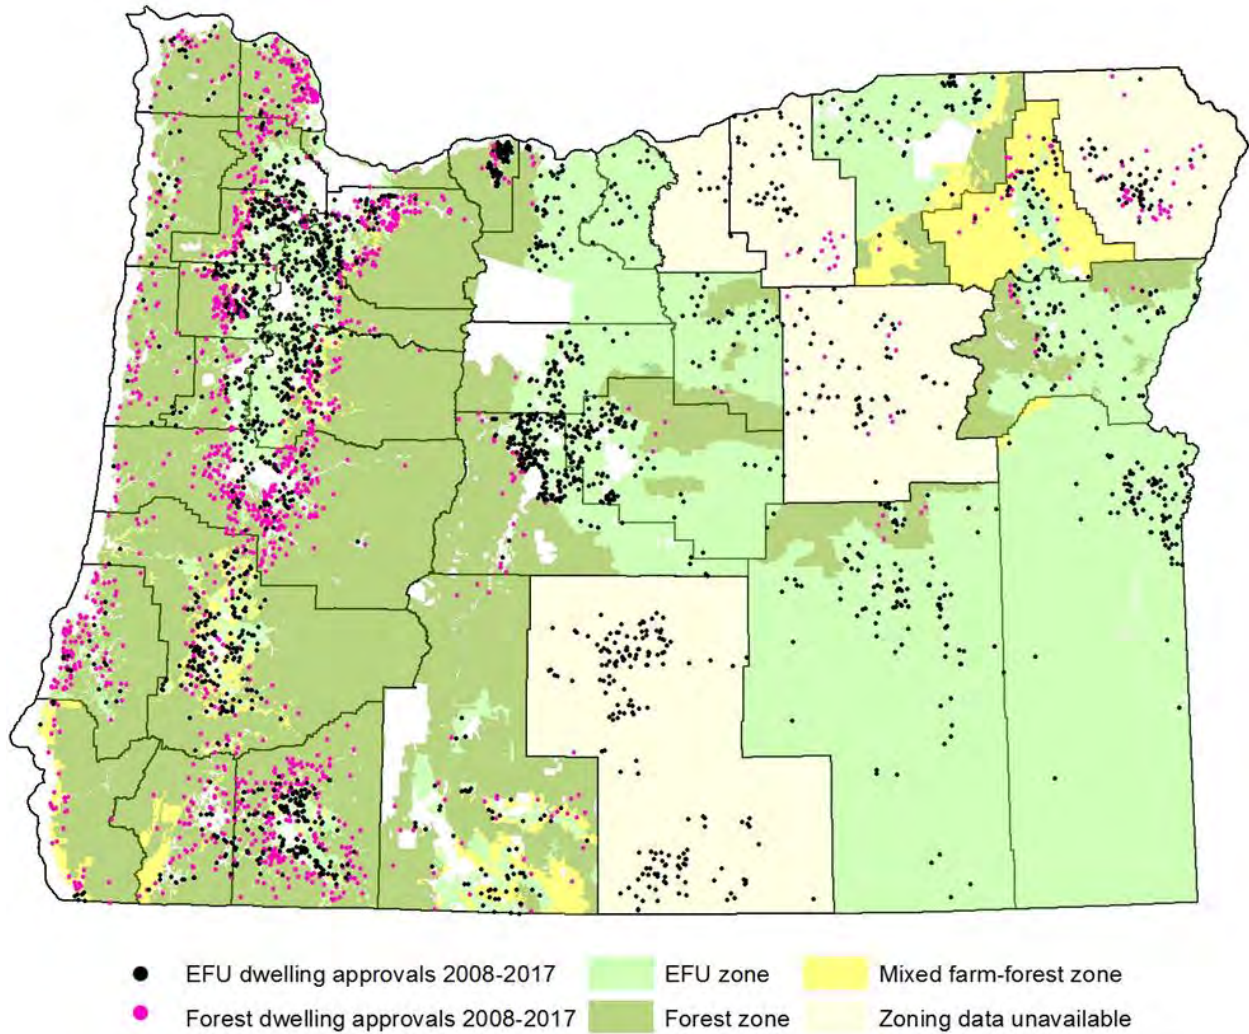 EFU dwelling approvals 2008-2017 EFU zone Mixed farm-forest zone
Forest dwelling approvals 2008-2017 Forest zone Zoning data unavailable